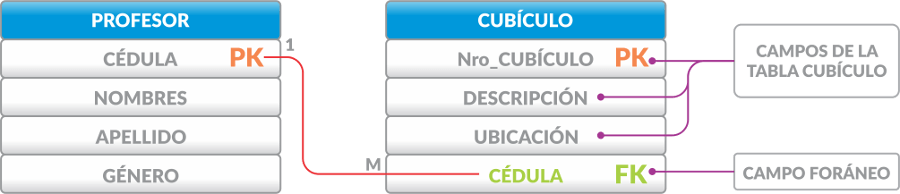 PROFESOR
CÉDULA PK
NOMBRES
APELLIDO
GÉNERO
1
M
CUBÍCULO
Nro_CUBÍCULO PK
DESCRIPCIÓN
UBICACIÓN
CÉDULA FK
CAMPOS DE LA
TABLA CUBÍCULO
CAMPO FORÁNEO